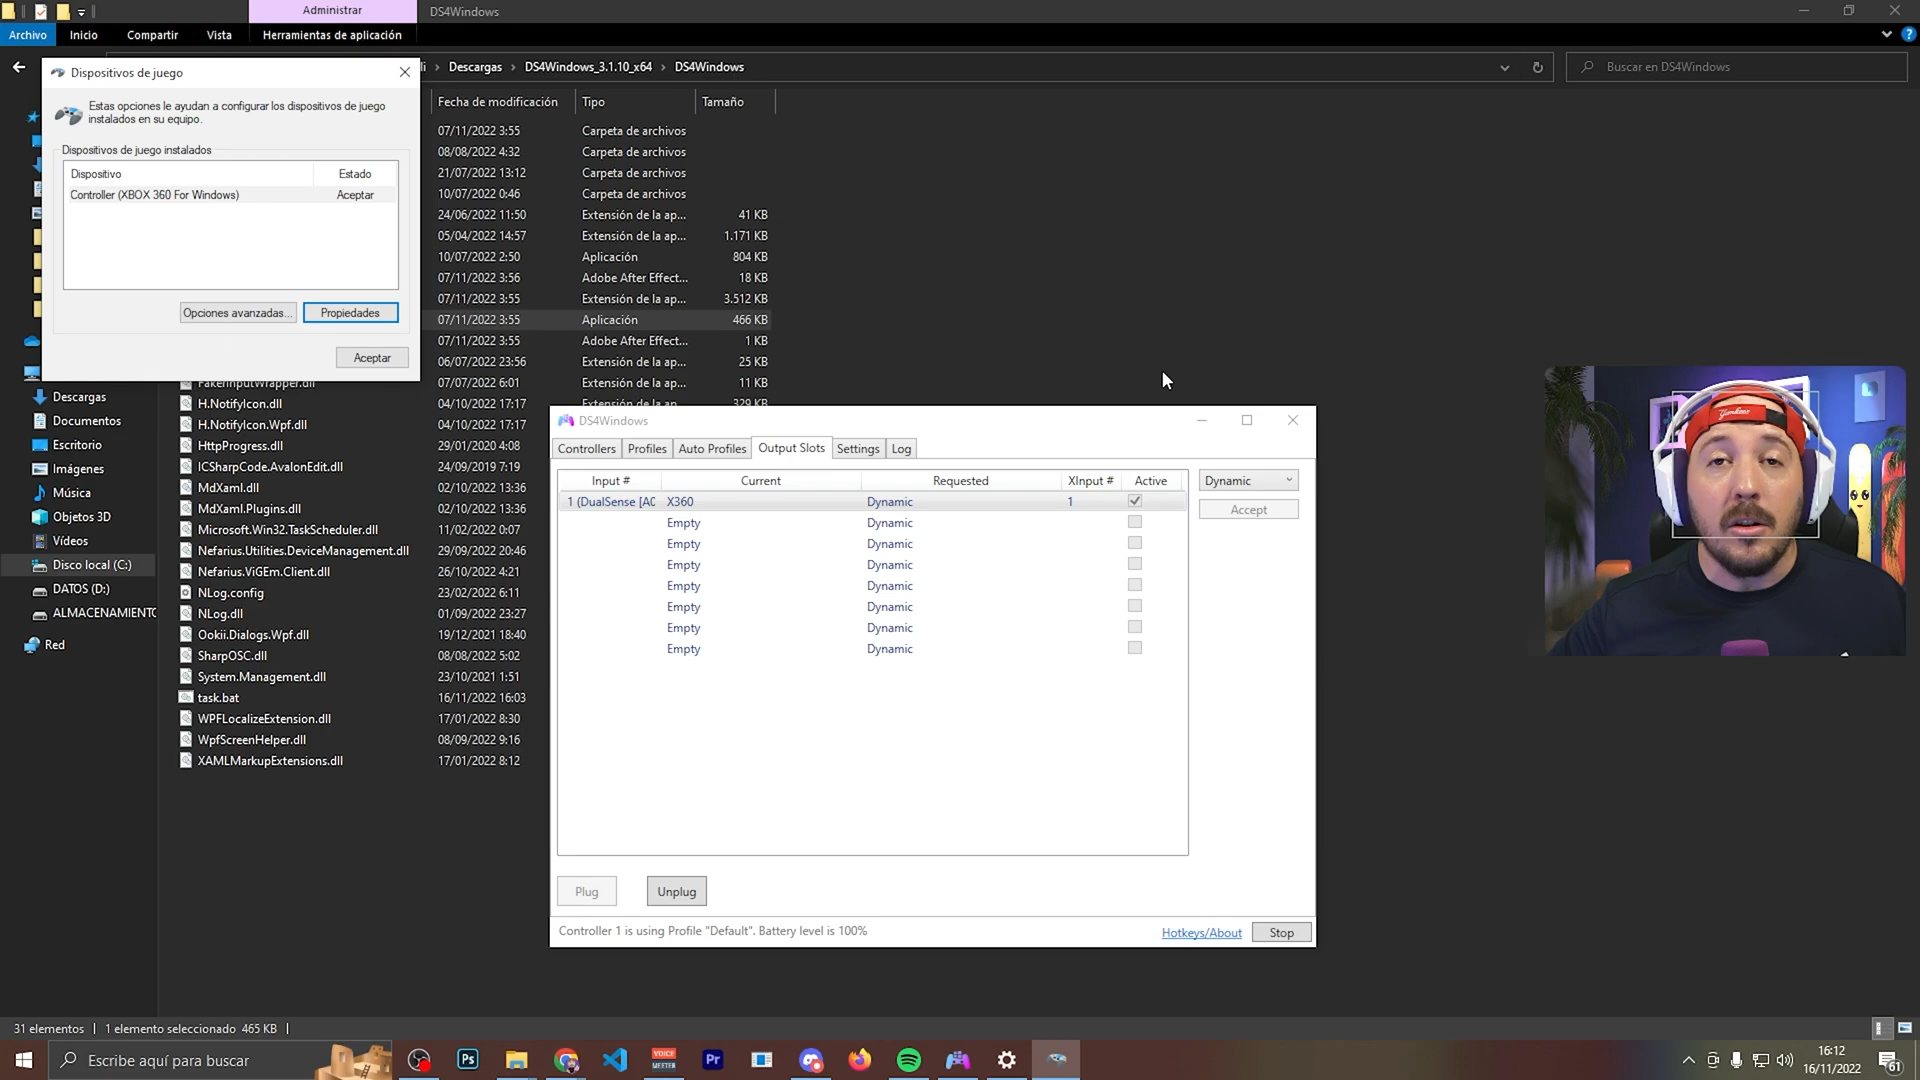 Administrar
DS4Windows
Archivo
Inicio
Compartir
Vista
Herramientas de aplicación
Descargas
DS4Windows_3.1.10_x64
DS4Windows
Buscar en DS4Windows
Dispositivos de juego
Estas opciones le ayudan a configurar los dispositivos de juego
instalados en su equipo.
Dispositivos de juego instalados
Dispositivo Estado
Controller (XBOX 360 For Windows) Aceptar
Opciones avanzadas...
Propiedades
Aceptar
Fecha de modificación Tipo Tamaño
07/11/2022 3:55 Carpeta de archivos
08/08/2022 4:32 Carpeta de archivos
21/07/2022 13:12 Carpeta de archivos
10/07/2022 0:46 Carpeta de archivos
24/06/2022 11:50 Extensión de la ap... 41 KB
05/04/2022 14:57 Extensión de la ap... 1.171 KB
10/07/2022 2:50 Aplicación 804 KB
07/11/2022 3:56 Adobe After Effect... 18 KB
07/11/2022 3:55 Extensión de la ap... 3.512 KB
07/11/2022 3:55 Aplicación 466 KB
07/11/2022 3:55 Adobe After Effect... 1 KB
06/07/2022 23:56 Extensión de la ap... 25 KB
FakerInputWrapper.dll 07/07/2022 6:01 Extensión de la ap... 11 KB
H.NotifyIcon.dll 04/10/2022 17:17 Extensión de la ap... 329 KB
H.NotifyIcon.Wpf.dll 04/10/2022 17:17
HttpProgress.dll 29/01/2020 4:08
ICSharpCode.AvalonEdit.dll 24/09/2019 7:19
MdXaml.dll 02/10/2022 13:36
MdXaml.Plugins.dll 02/10/2022 13:36
Microsoft.Win32.TaskScheduler.dll 11/02/2022 0:07
Nefarius.Utilities.DeviceManagement.dll 29/09/2022 20:46
Nefarius.ViGEm.Client.dll 26/10/2022 4:21
NLog.config 23/02/2022 6:11
NLog.dll 01/09/2022 23:27
Ookii.Dialogs.Wpf.dll 19/12/2021 18:40
SharpOSC.dll 08/08/2022 5:02
System.Management.dll 23/10/2021 1:51
task.bat 16/11/2022 16:03
WPFLocalizeExtension.dll 17/01/2022 8:30
WpfScreenHelper.dll 08/09/2022 9:16
XAMLMarkupExtensions.dll 17/01/2022 8:12
Descargas
Documentos
Escritorio
Imágenes
Música
Objetos 3D
Vídeos
Disco local (C:)
DATOS (D:)
ALMACENAMIENTO
Red
DS4Windows
Controllers
Profiles
Auto Profiles
Output Slots
Settings
Log
Input # Current Requested XInput # Active
1 (DualSense [A0 X360 Dynamic 1
Empty Dynamic
Empty Dynamic
Empty Dynamic
Empty Dynamic
Empty Dynamic
Empty Dynamic
Empty Dynamic
Dynamic
Accept
Plug
Unplug
Controller 1 is using Profile "Default". Battery level is 100%
Hotkeys/About
Stop
Yankees
31 elementos
1 elemento seleccionado 465 KB
Escribe aquí para buscar
Ps
VOICE
MEETER
Pr
16:12
16/11/2022
61